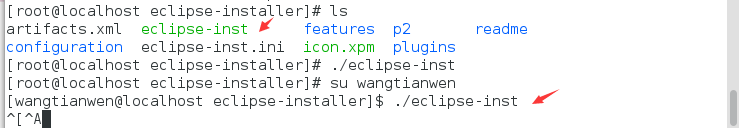 [root@localhost eclipse-installer]# ls
artifacts.xml eclipse-inst features p2 readme
configuration eclipse-inst.ini icon.xpm plugins
[root@localhost eclipse-installer]# ./eclipse-inst
[root@localhost eclipse-installer]# su wangtianwen
[wangtianwen@localhost eclipse-installer]$ ./eclipse-inst
^[^A